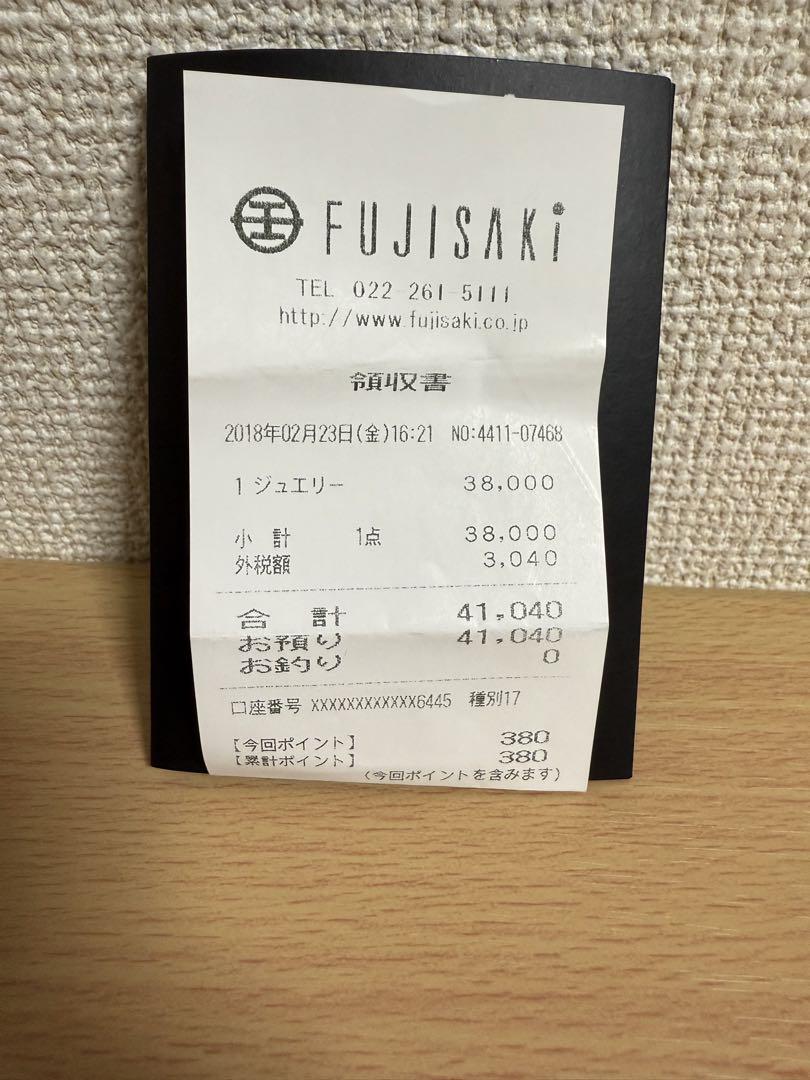 FUJISAKi
TEL 022-261-5111
http://www.fujisaki.co.jp
領収書
2018年02月23日(金)16:21 NO:4411-07468
1 ジュエリー 38,000
小 計 1点 38,000
外税額 3,040
合 計 41,040
お預り 41,040
お釣り 0
口座番号 XXXXXXXXXXXX6445 種別17
【今回ポイント】 380
【累計ポイント】 380
(今回ポイントを含みます)